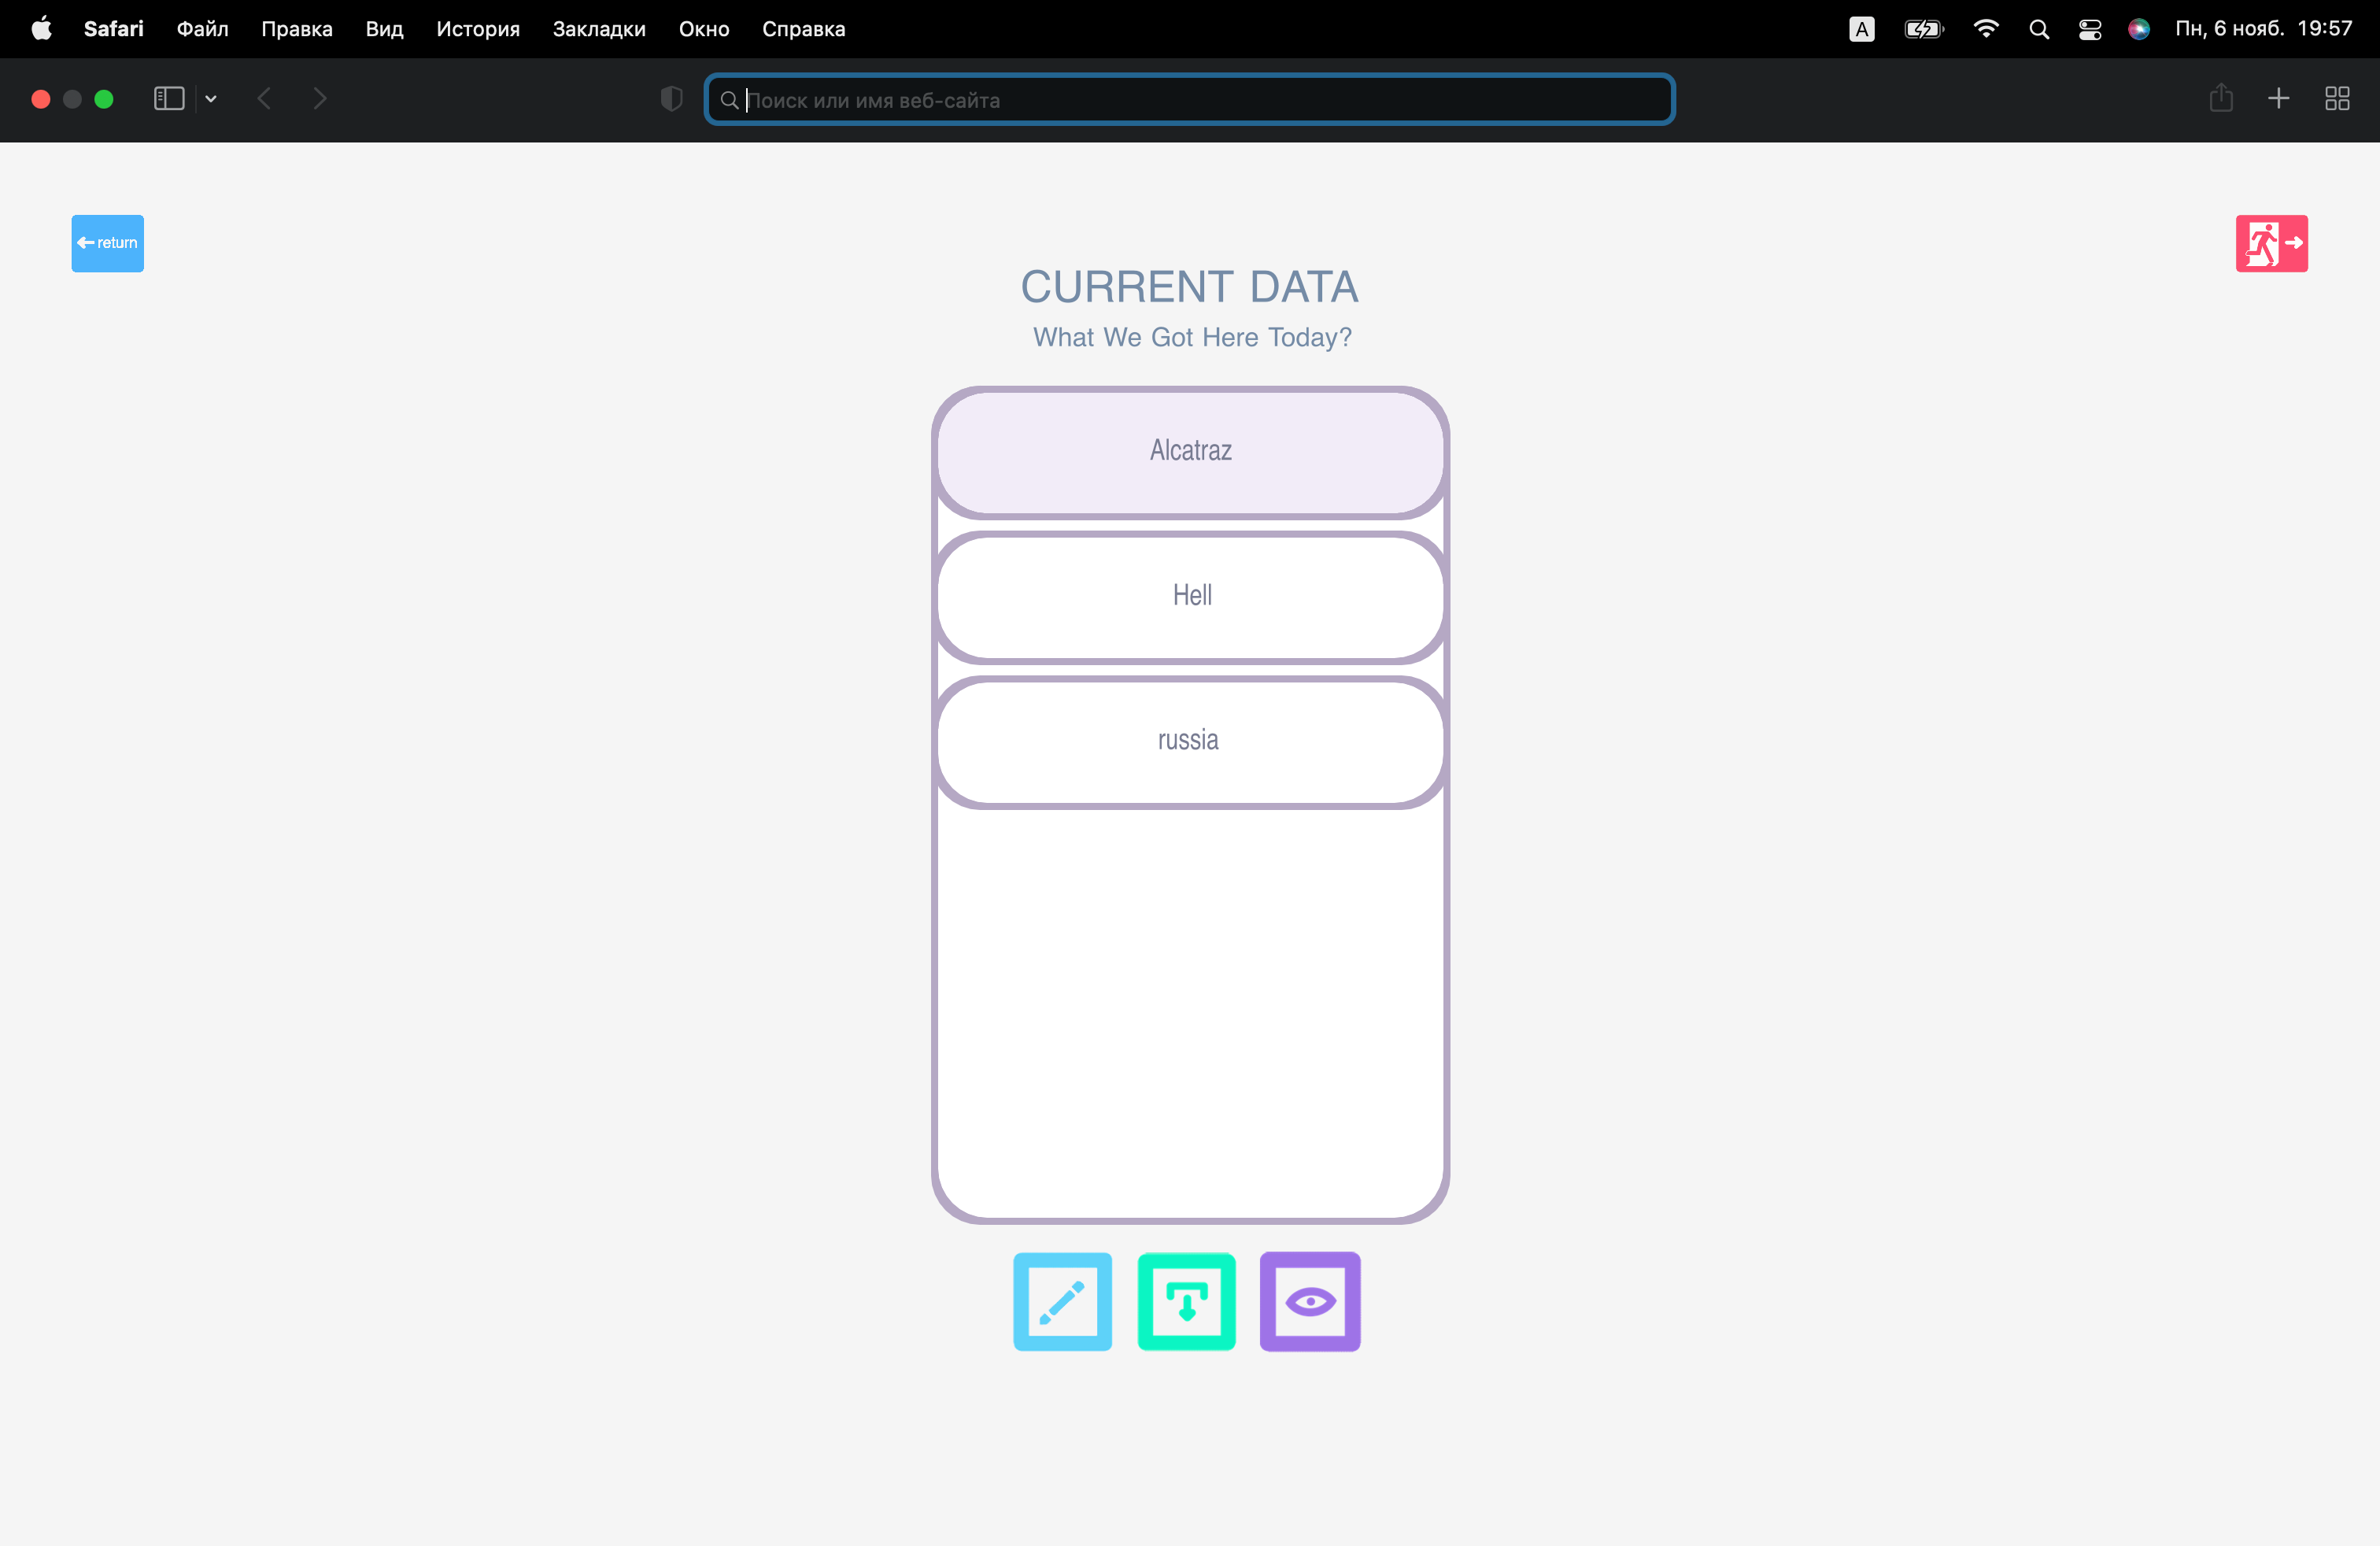 Safari Файл Правка Вид История Закладки Окно Справка A Пн, 6 нояб. 19:57
Поиск или имя веб-сайта
return
CURRENT DATA
What We Got Here Today?
Alcatraz
Hell
russia